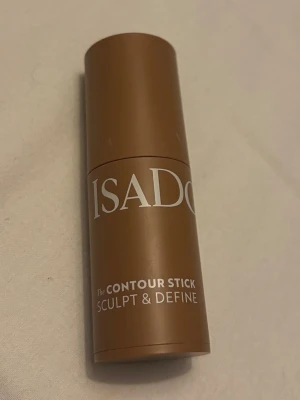 ISADO
The CONTOUR STICK
SCULPT & DEFINE